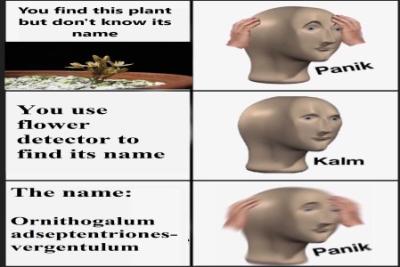 You find this plant
but don't know its
name
Panik
You use
flower
detector to
find its name
Kalm
The name:
Ornithogalum
adseptentriones-
vergentulum
Panik